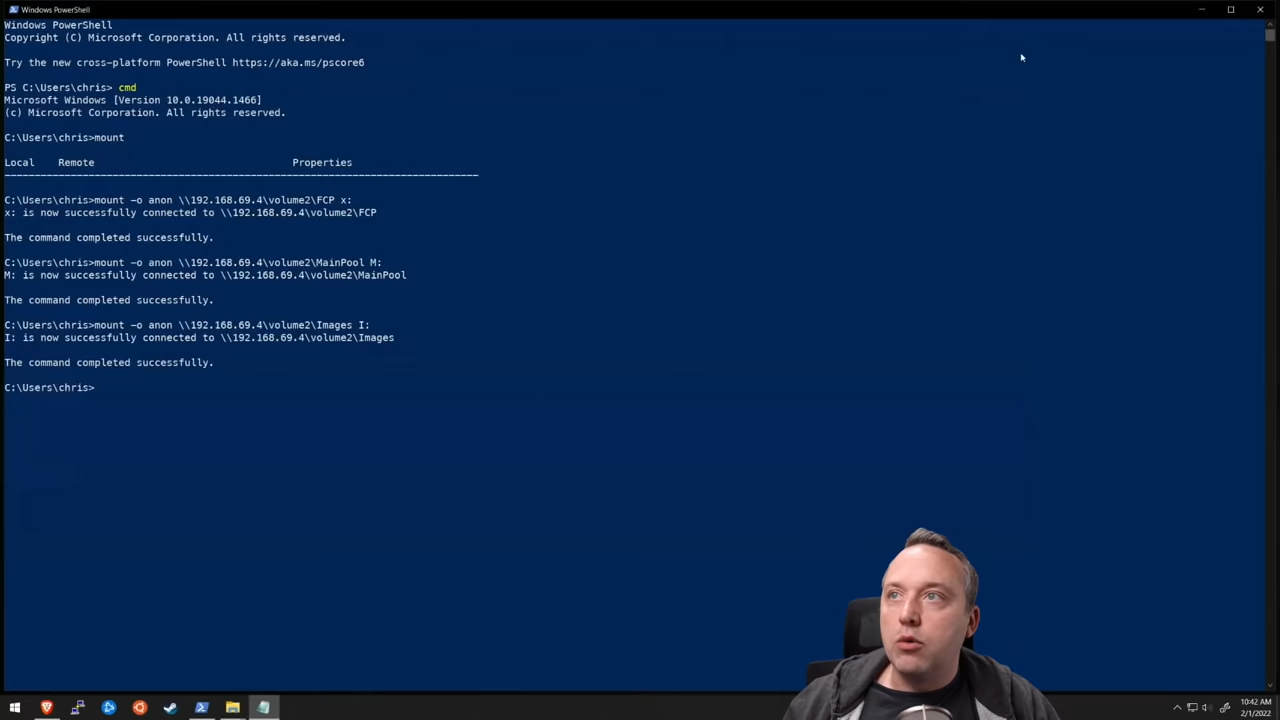 Windows PowerShell
Windows PowerShell
Copyright (C) Microsoft Corporation. All rights reserved.
Try the new cross-platform PowerShell https://aka.ms/pscore6
PS C:\Users\chris> cmd
Microsoft Windows [Version 10.0.19044.1466]
(c) Microsoft Corporation. All rights reserved.
C:\Users\chris>mount
Local Remote Properties
-------------------------------------------------------------------------------
C:\Users\chris>mount -o anon \\192.168.69.4\volume2\FCP x:
x: is now successfully connected to \\192.168.69.4\volume2\FCP
The command completed successfully.
C:\Users\chris>mount -o anon \\192.168.69.4\volume2\MainPool M:
M: is now successfully connected to \\192.168.69.4\volume2\MainPool
The command completed successfully.
C:\Users\chris>mount -o anon \\192.168.69.4\volume2\Images I:
I: is now successfully connected to \\192.168.69.4\volume2\Images
The command completed successfully.
C:\Users\chris>
10:42 AM
2/1/2022